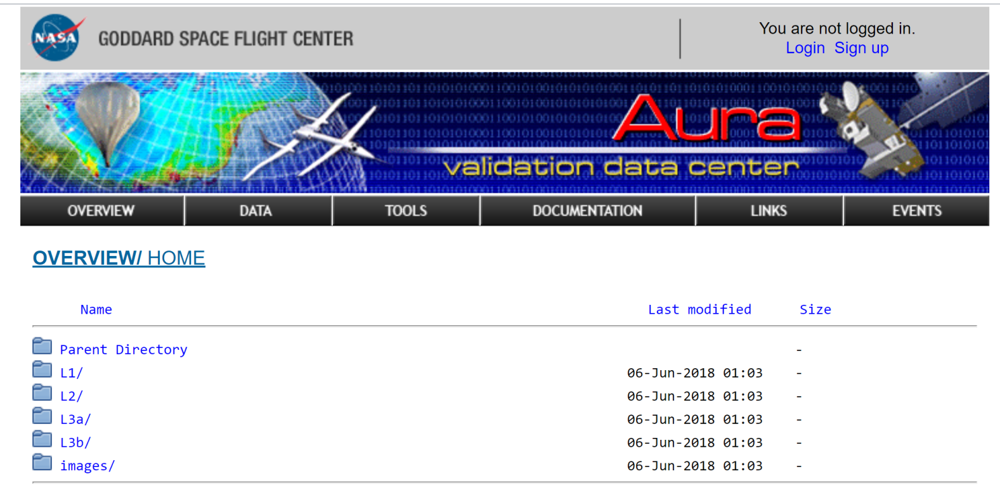 NASA GODDARD SPACE FLIGHT CENTER
You are not logged in.
Login Sign up
Aura
validation data center
OVERVIEW DATA TOOLS DOCUMENTATION LINKS EVENTS
OVERVIEW/ HOME
Name Last modified Size
Parent Directory -
L1/ 06-Jun-2018 01:03 -
L2/ 06-Jun-2018 01:03 -
L3a/ 06-Jun-2018 01:03 -
L3b/ 06-Jun-2018 01:03 -
images/ 06-Jun-2018 01:03 -